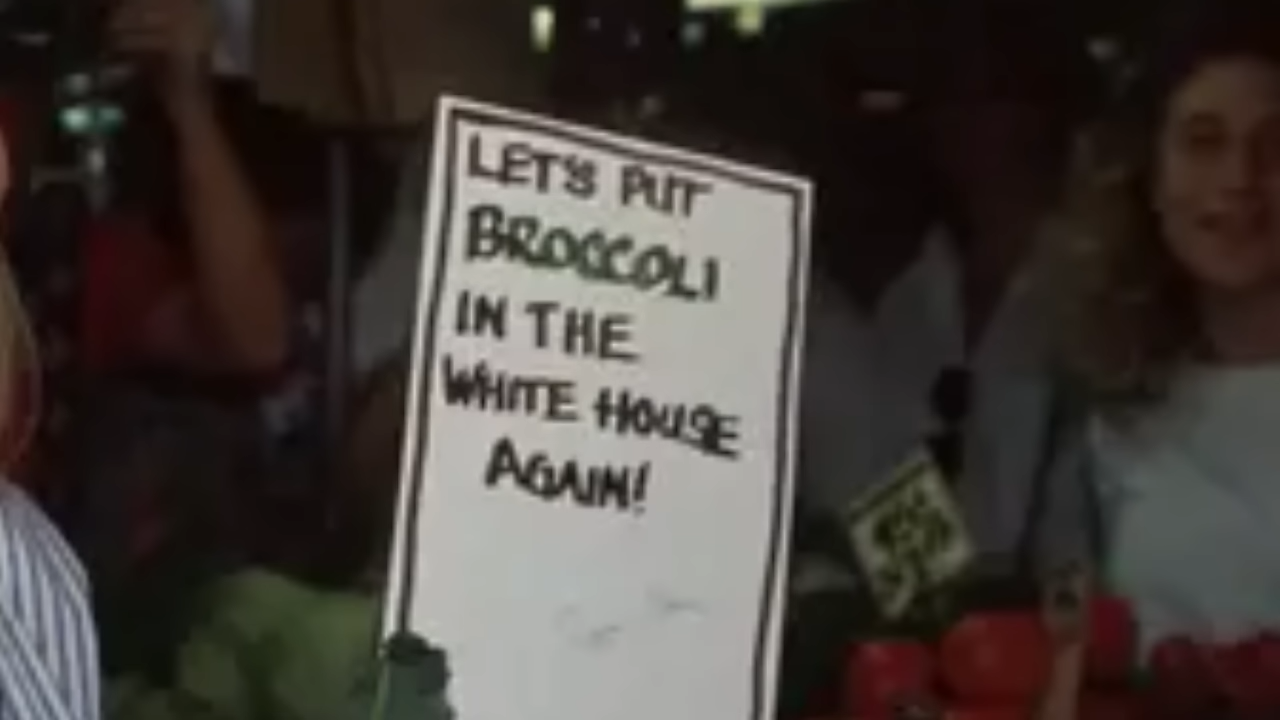 LET'S PUT
BROCCOLI
IN THE
WHITE HOUSE
AGAIN!